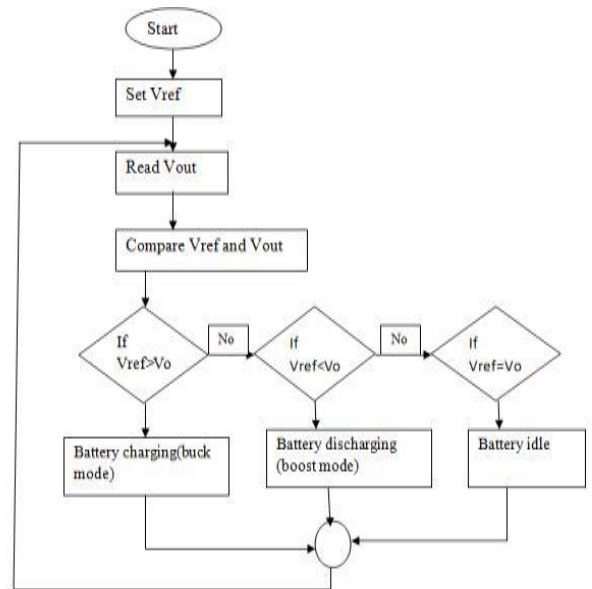 Start
Set Vref
Read Vout
Compare Vref and Vout
If
Vref>Vo
No
If
Vref<Vo
No
If
Vref=Vo
Battery charging(buck
mode)
Battery discharging
(boost mode)
Battery idle